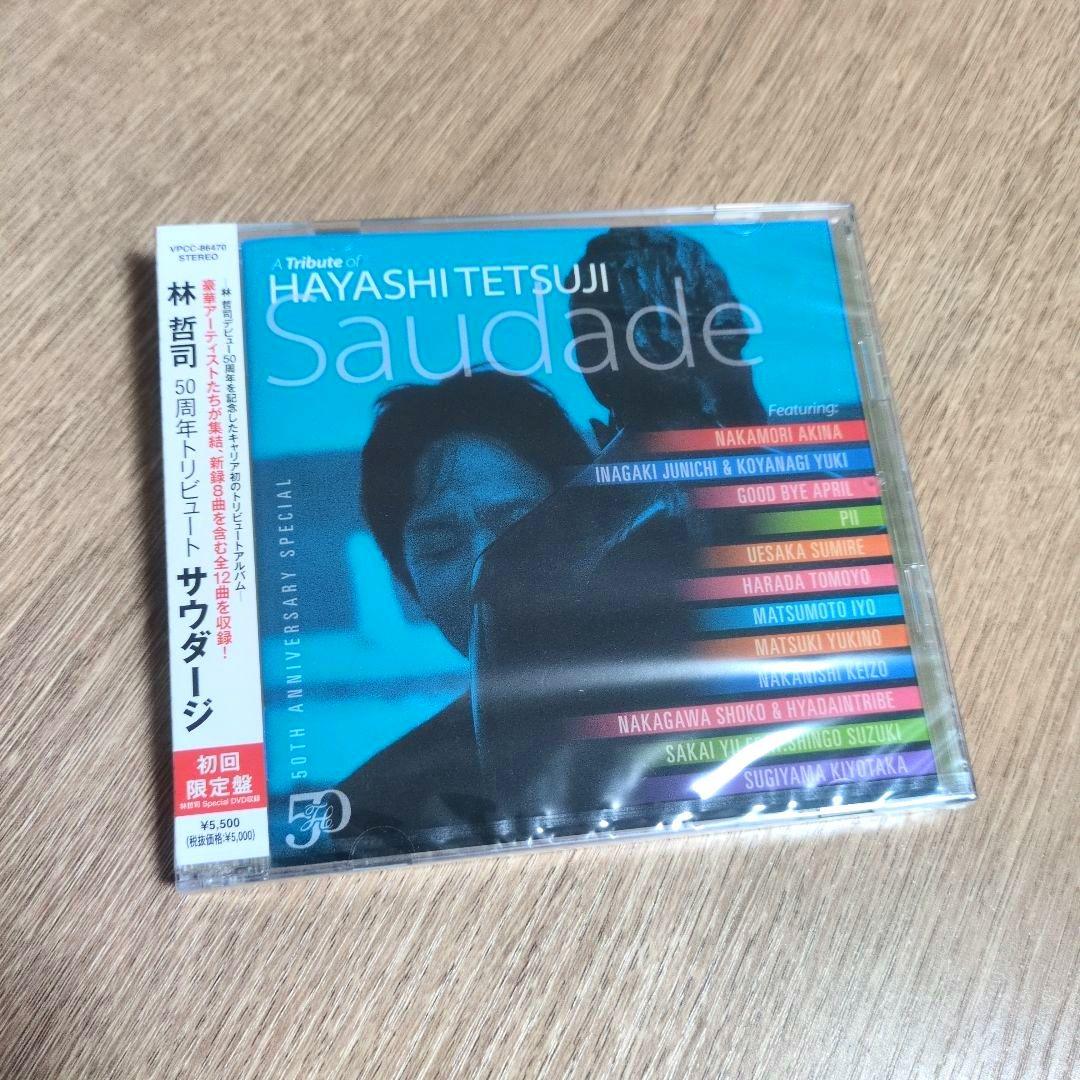 VPCC-86470
STEREO
林 哲司デビュー50周年を記念したキャリア初のトリビュートアルバム
豪華アーティストたちが集結、新録8曲を含む全12曲を収録!
林 哲司 50周年トリビュート サウダージ
初回
限定盤
林哲司 Special DVD収録
¥5,500
(税抜価格:¥5,000)
A Tribute of
HAYASHI TETSUJI
Saudade
50TH ANNIVERSARY SPECIAL
50
TH
Featuring:
NAKAMORI AKINA
INAGAKI JUNICHI & KOYANAGI YUKI
GOOD BYE APRIL
PII
UESAKA SUMIRE
HARADA TOMOYO
MATSUMOTO IYO
MATSUKI YUKINO
NAKANISHI KEIZO
NAKAGAWA SHOKO & HYADAINTRIBE
SAKAI YU FEAT.SHINGO SUZUKI
SUGIYAMA KIYOTAKA